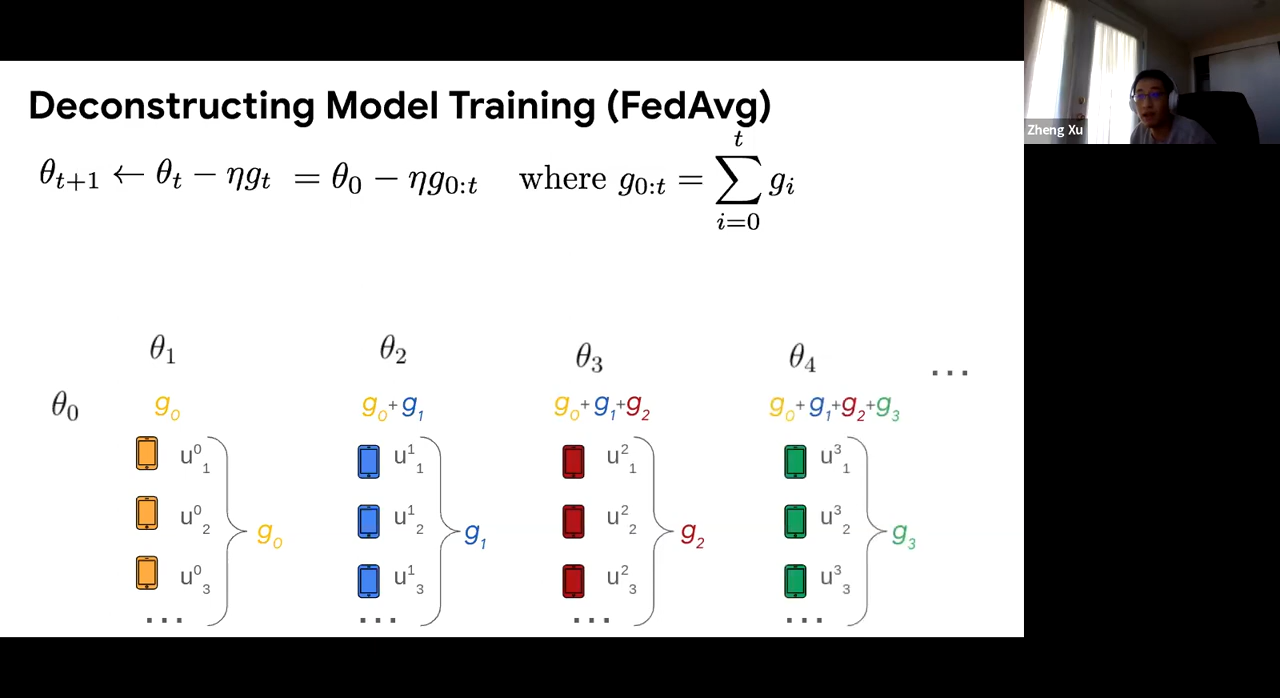 Deconstructing Model Training (FedAvg)
θ_{t+1} ← θ_t − ηg_t = θ_0 − ηg_{0:t} where g_{0:t} = \sum_{i=0}^{t} g_i
Zheng Xu
θ_1 θ_2 θ_3 θ_4 ...
θ_0 g_0 g_0+g_1 g_0+g_1+g_2 g_0+g_1+g_2+g_3
u^0_1 u^1_1 u^2_1 u^3_1
u^0_2 u^1_2 u^2_2 u^3_2
g_0 g_1 g_2 g_3
u^0_3 u^1_3 u^2_3 u^3_3
... ... ... ...